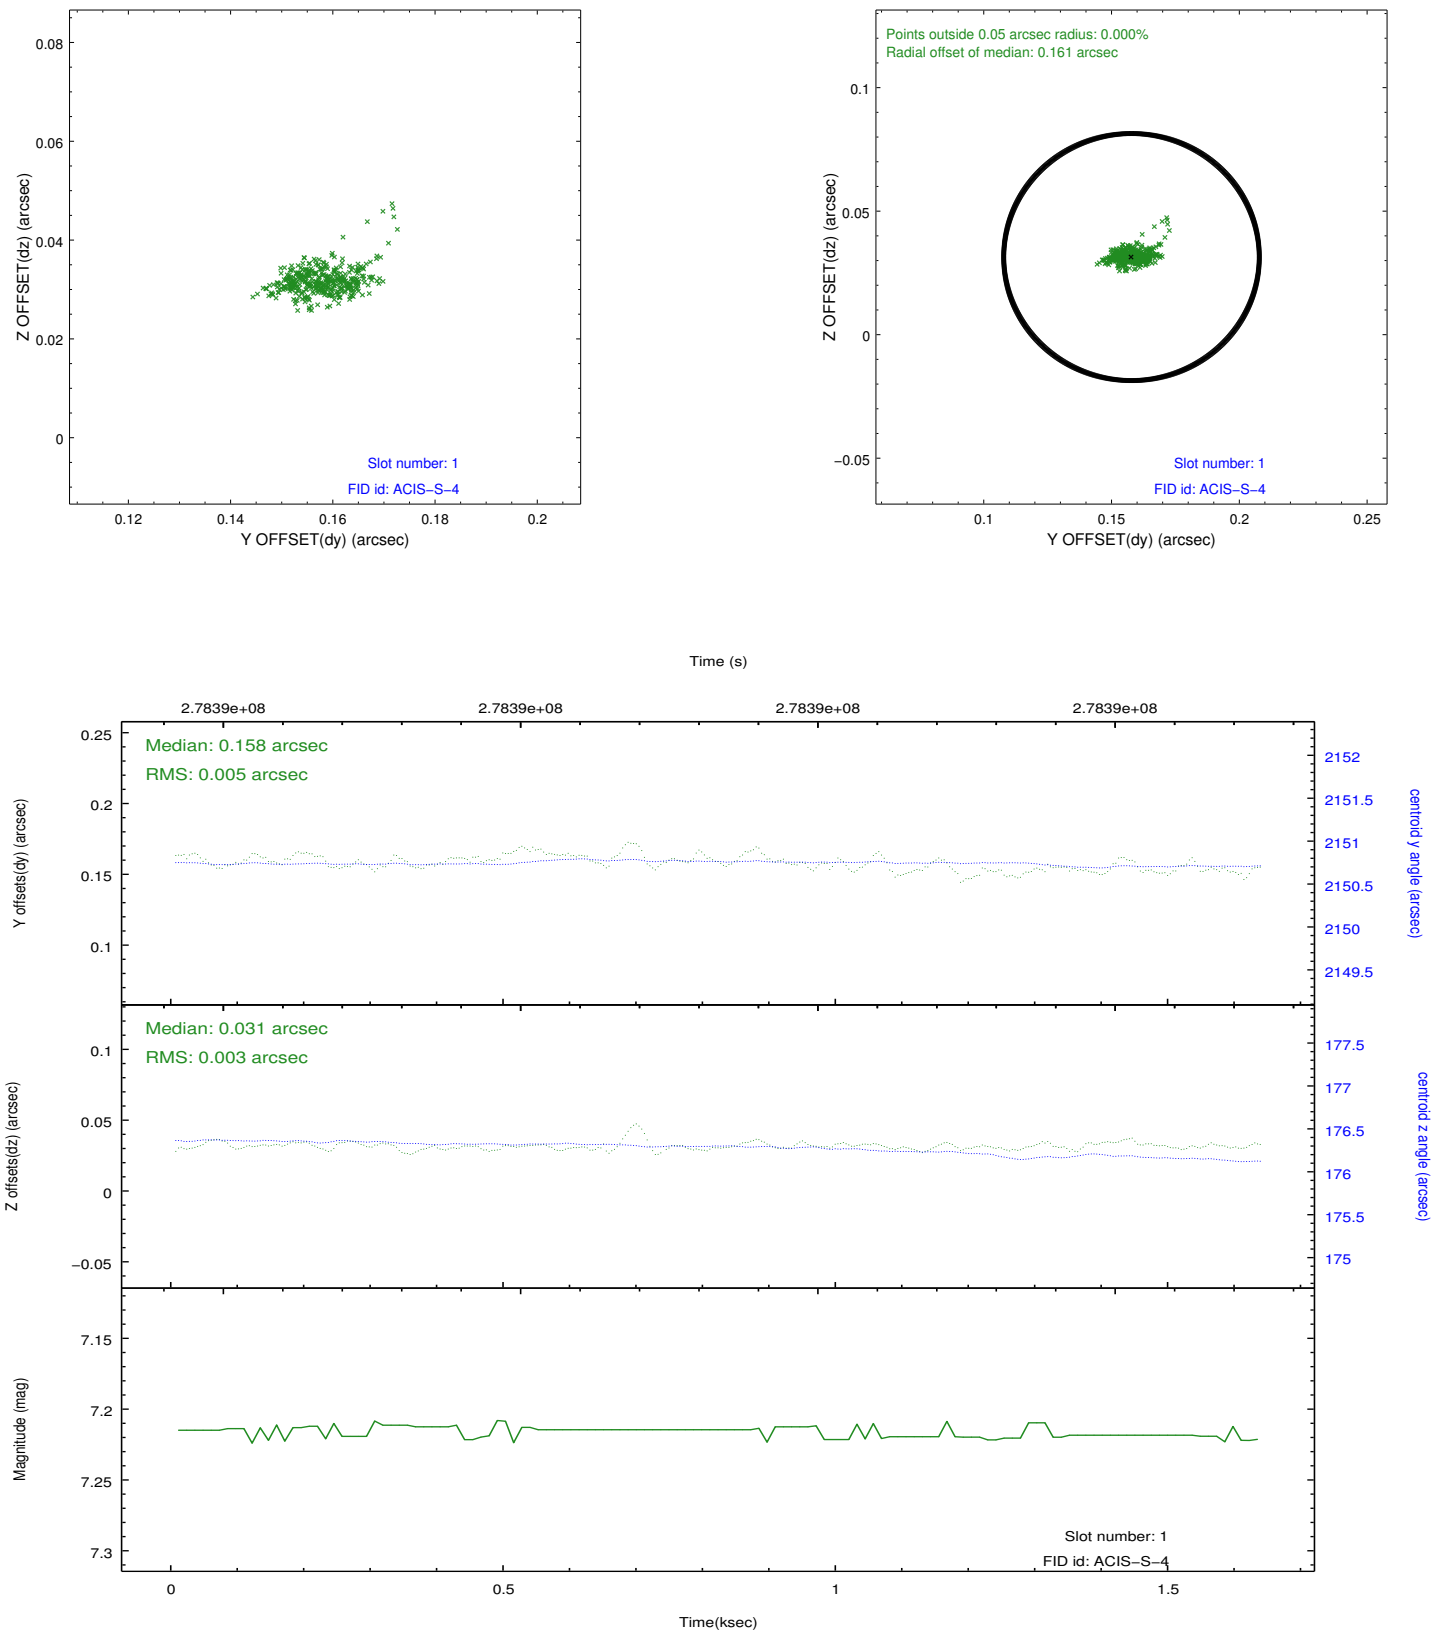 0.08
0.06
0.04
0.02
0
Z OFFSET(dz) (arcsec)
Slot number: 1
FID id: ACIS−S−4
0.12 0.14 0.16 0.18 0.2
Y OFFSET(dy) (arcsec)
Points outside 0.05 arcsec radius: 0.000%
Radial offset of median: 0.161 arcsec
0.1
0.05
0
−0.05
Z OFFSET(dz) (arcsec)
Slot number: 1
FID id: ACIS−S−4
0.1 0.15 0.2 0.25
Y OFFSET(dy) (arcsec)
Time (s)
2.7839e+08 2.7839e+08 2.7839e+08 2.7839e+08
Median: 0.158 arcsec
RMS: 0.005 arcsec
0.25
0.2
0.15
0.1
Y offsets(dy) (arcsec)
2152
2151.5
2151
2150.5
2150
2149.5
centroid y angle (arcsec)
Median: 0.031 arcsec
RMS: 0.003 arcsec
0.1
0.05
0
−0.05
Z offsets(dz) (arcsec)
177.5
177
176.5
176
175.5
175
centroid z angle (arcsec)
7.15
7.2
7.25
7.3
Magnitude (mag)
Slot number: 1
FID id: ACIS−S−4
0 0.5 1 1.5
Time(ksec)